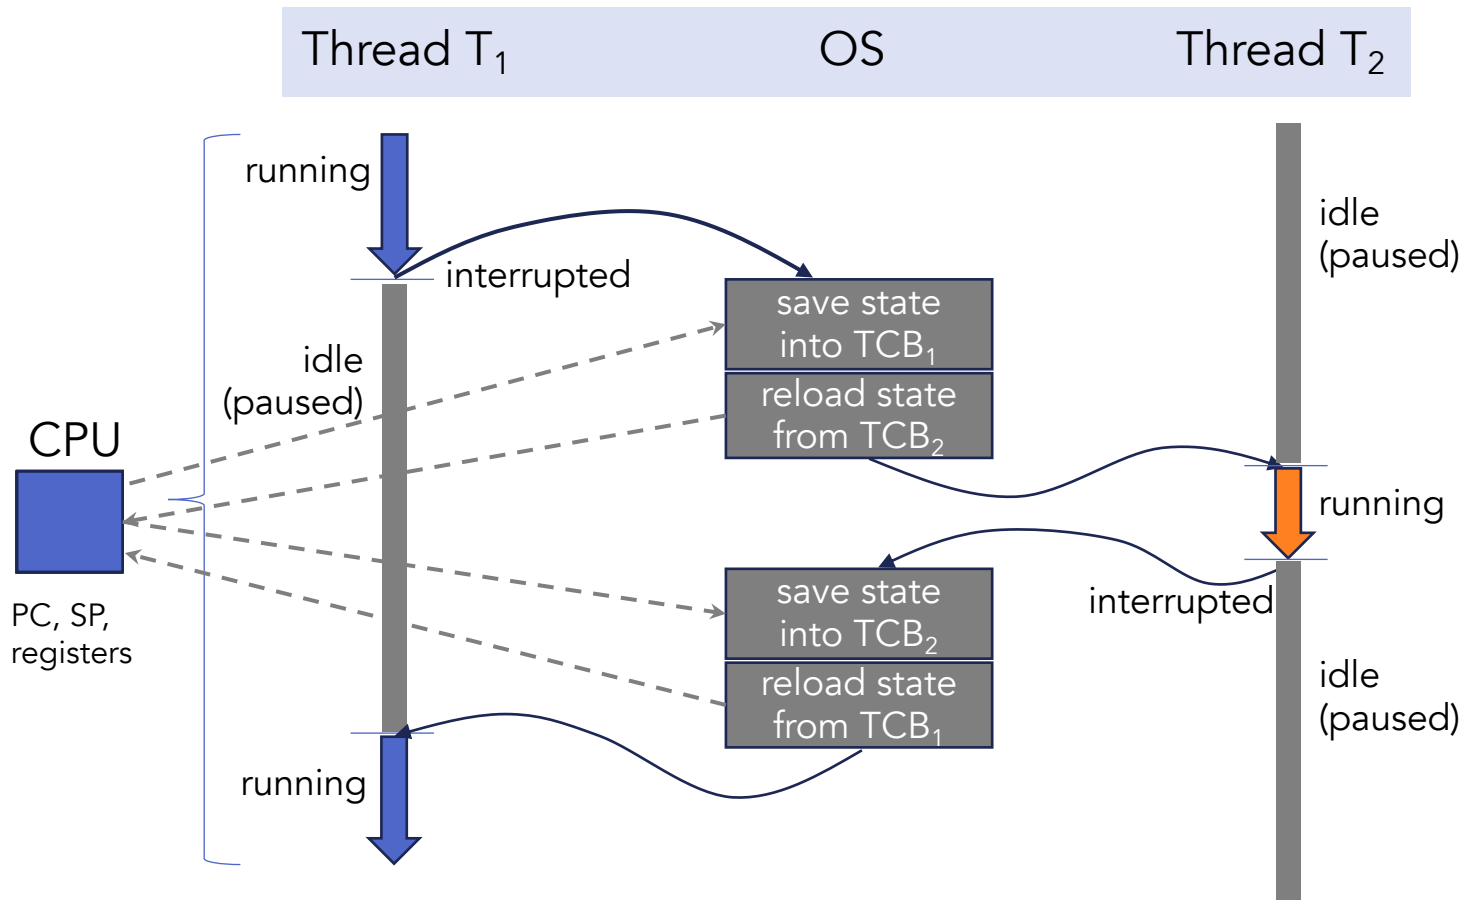 Thread T₁ OS Thread T₂
running
idle
(paused)
interrupted
save state
into TCB₁
idle
(paused)
reload state
from TCB₂
CPU
running
PC, SP,
registers
save state
into TCB₂
interrupted
reload state
from TCB₁
idle
(paused)
running